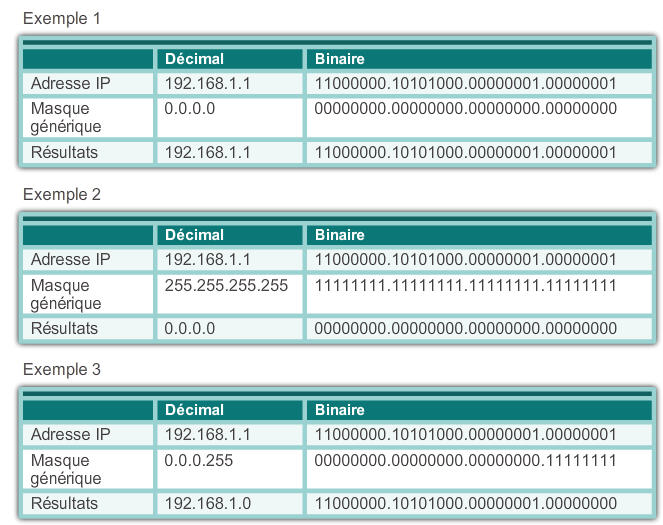 Exemple 1
Décimal Binaire
Adresse IP 192.168.1.1 11000000.10101000.00000001.00000001
Masque générique 0.0.0.0 00000000.00000000.00000000.00000000
Résultats 192.168.1.1 11000000.10101000.00000001.00000001
Exemple 2
Décimal Binaire
Adresse IP 192.168.1.1 11000000.10101000.00000001.00000001
Masque générique 255.255.255.255 11111111.11111111.11111111.11111111
Résultats 0.0.0.0 00000000.00000000.00000000.00000000
Exemple 3
Décimal Binaire
Adresse IP 192.168.1.1 11000000.10101000.00000001.00000001
Masque générique 0.0.0.255 00000000.00000000.00000000.11111111
Résultats 192.168.1.0 11000000.10101000.00000001.00000000